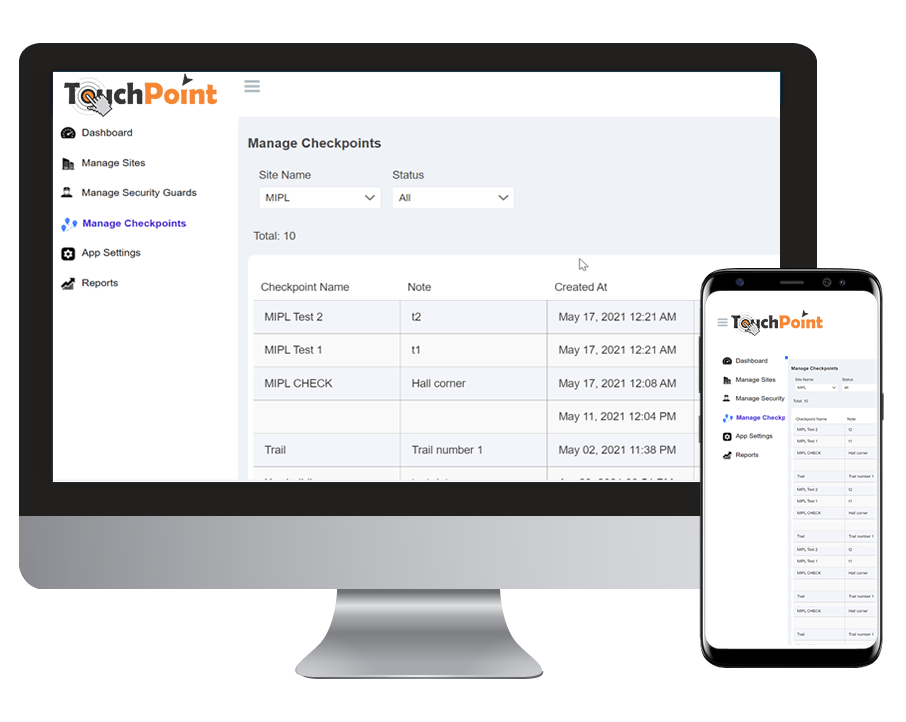 TouchPoint
Dashboard
Manage Sites
Manage Security Guards
Manage Checkpoints
App Settings
Reports
Manage Checkpoints
Site Name Status
MIPL All
Total: 10
Checkpoint Name Note Created At
MIPL Test 2 t2 May 17, 2021 12:21 AM
MIPL Test 1 t1 May 17, 2021 12:21 AM
MIPL CHECK Hall corner May 17, 2021 12:08 AM
May 11, 2021 12:04 PM
Trail Trail number 1 May 02, 2021 11:38 PM
TouchPoint
Dashboard
Manage Sites
Manage Security
Manage Checkp
App Settings
Reports
Manage Checkpoints
Site Name Status
MIPL All
Total: 10
Checkpoint Name Note
MIPL Test 2 t2
MIPL Test 1 t1
MIPL CHECK Hall corner
Trail Trail number 1
MIPL Test 2 t2
MIPL Test 1 t1
MIPL CHECK Hall corner
Trail Trail number 1
MIPL Test 2 t2
MIPL Test 1 t1
MIPL CHECK Hall corner
Trail Trail number 1
MIPL CHECK Hall corner
Trail Trail number 1